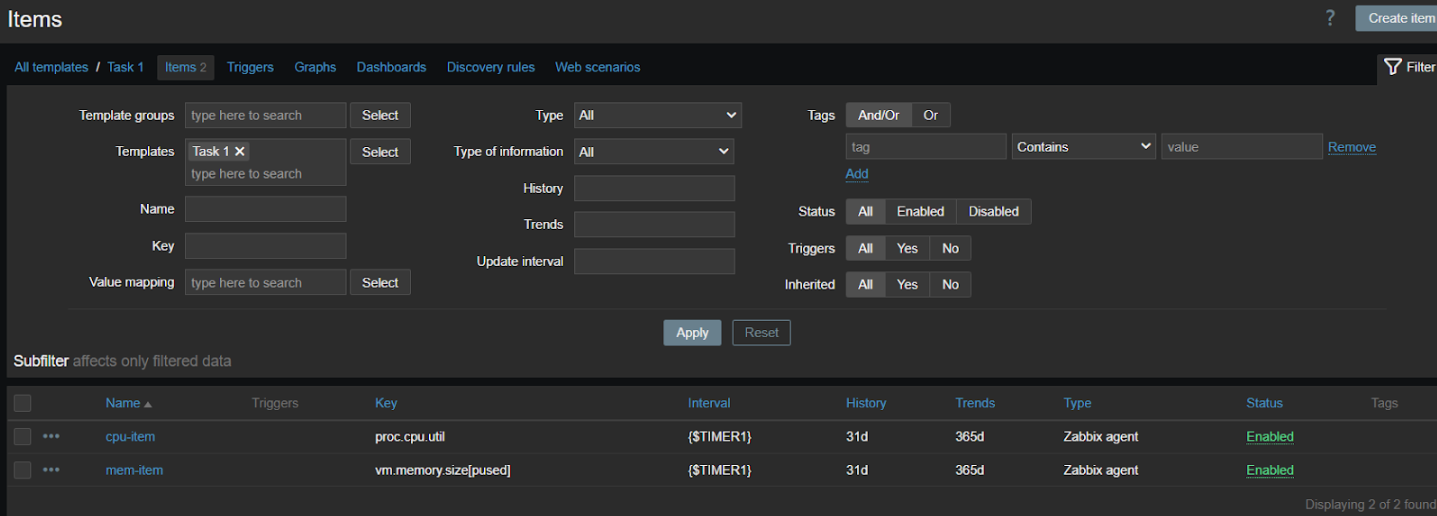 Items
? Create item
All templates / Task 1 Items 2 Triggers Graphs Dashboards Discovery rules Web scenarios Filter
Template groups type here to search Select Type All Tags And/Or Or
Templates Task 1 × Select Type of information All tag Contains value Remove
type here to search
History Add
Name Trends Status All Enabled Disabled
Key Update interval Triggers All Yes No
Value mapping type here to search Select Inherited All Yes No
Apply Reset
Subfilter affects only filtered data
Name Triggers Key Interval History Trends Type Status Tags
cpu-item proc.cpu.util {$TIMER1} 31d 365d Zabbix agent Enabled
mem-item vm.memory.size[pused] {$TIMER1} 31d 365d Zabbix agent Enabled
Displaying 2 of 2 found